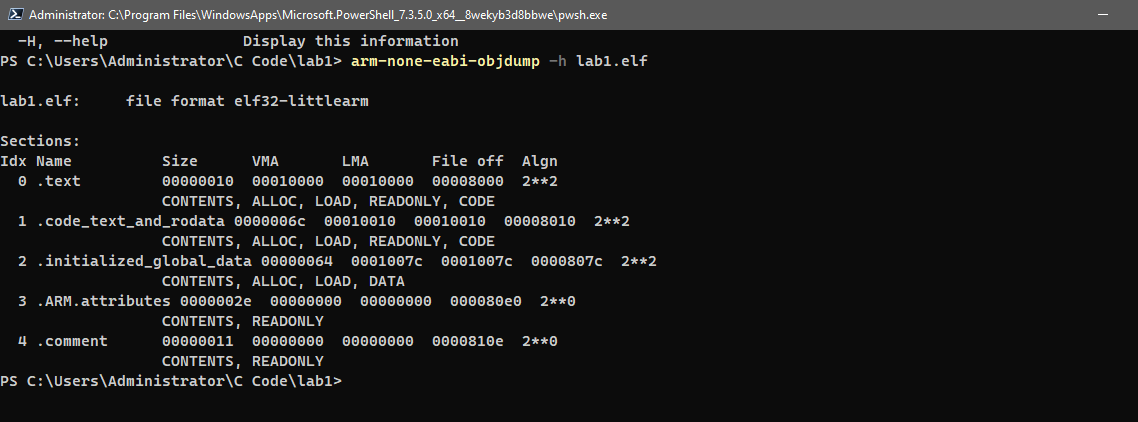 Administrator: C:\Program Files\WindowsApps\Microsoft.PowerShell_7.3.5.0_x64__8wekyb3d8bbwe\pwsh.exe
  -H, --help               Display this information
PS C:\Users\Administrator\C Code\lab1> arm-none-eabi-objdump -h lab1.elf

lab1.elf:     file format elf32-littlearm

Sections:
Idx Name          Size      VMA       LMA       File off  Algn
  0 .text         00000010  00010000  00010000  00008000  2**2
                  CONTENTS, ALLOC, LOAD, READONLY, CODE
  1 .code_text_and_rodata 0000006c  00010010  00010010  00008010  2**2
                  CONTENTS, ALLOC, LOAD, READONLY, CODE
  2 .initialized_global_data 00000064  0001007c  0001007c  0000807c  2**2
                  CONTENTS, ALLOC, LOAD, DATA
  3 .ARM.attributes 0000002e  00000000  00000000  000080e0  2**0
                  CONTENTS, READONLY
  4 .comment      00000011  00000000  00000000  0000810e  2**0
                  CONTENTS, READONLY
PS C:\Users\Administrator\C Code\lab1>